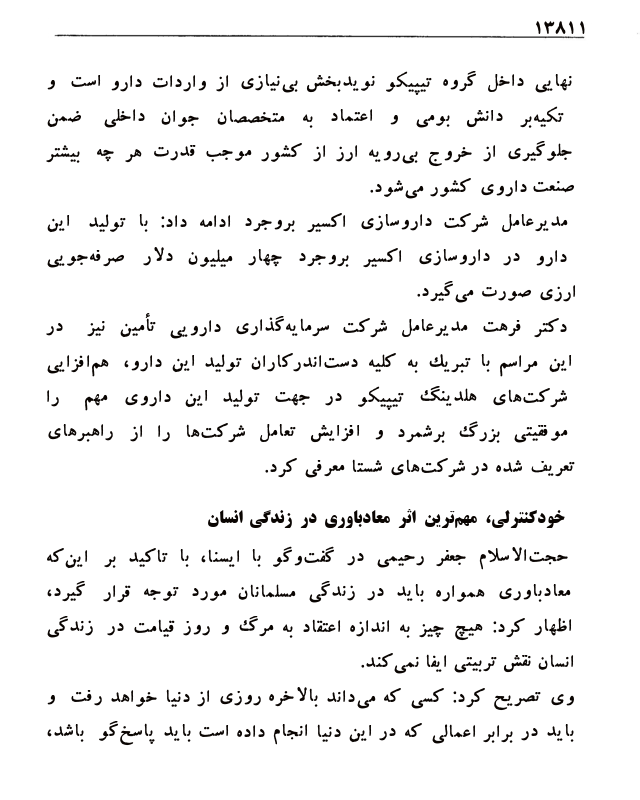 ۱۳۸۱۱
نهایی داخل گروه تیپیکو نویدبخش بی‌نیازی از واردات دارو است و
تکیه‌بر دانش بومی و اعتماد به متخصصان جوان داخلی ضمن
جلوگیری از خروج بی‌رویه ارز از کشور موجب قدرت هر چه بیشتر
صنعت داروی کشور می‌شود.
مدیرعامل شرکت داروسازی اکسیر بروجرد ادامه داد: با تولید این
دارو در داروسازی اکسیر بروجرد چهار میلیون دلار صرفه‌جویی
ارزی صورت می‌گیرد.
دکتر فرهت مدیرعامل شرکت سرمایه‌گذاری دارویی تأمین نیز در
این مراسم با تبریک به کلیه دست‌اندرکاران تولید این دارو، هم‌افزایی
شرکت‌های هلدینگ تیپیکو در جهت تولید این داروی مهم را
موفقیتی بزرگ برشمرد و افزایش تعامل شرکت‌ها را از راهبرهای
تعریف شده در شرکت‌های شستا معرفی کرد.
خودکنترلی، مهم‌ترین اثر معادباوری در زندگی انسان
حجت‌الاسلام جعفر رحیمی در گفت‌وگو با ایسنا، با تاکید بر این‌که
معادباوری همواره باید در زندگی مسلمانان مورد توجه قرار گیرد،
اظهار کرد: هیچ چیز به اندازه اعتقاد به مرگ و روز قیامت در زندگی
انسان نقش تربیتی ایفا نمی‌کند.
وی تصریح کرد: کسی که می‌داند بالاخره روزی از دنیا خواهد رفت و
باید در برابر اعمالی که در این دنیا انجام داده است باید پاسخ‌گو باشد،